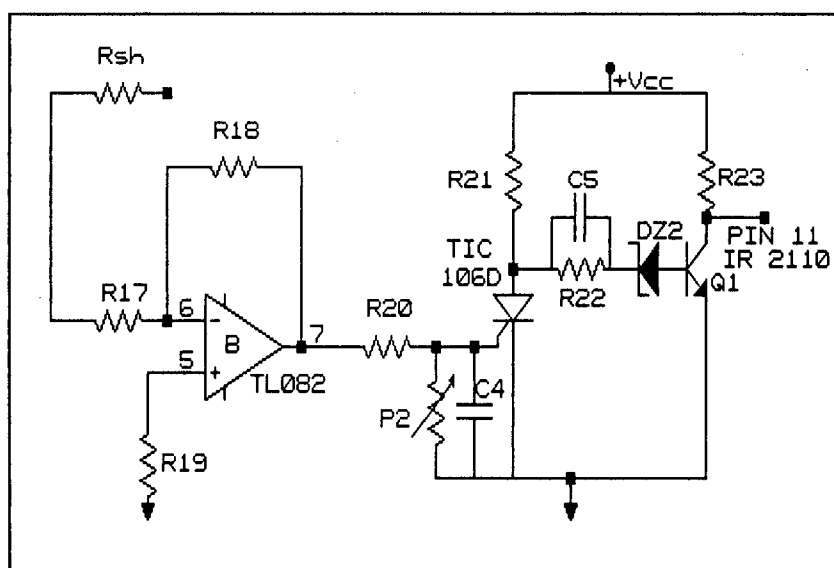 Rsh
+Vcc
R18
R21
C5
R23
DZ2
PIN 11
IR 2110
TIC
106D
R22
Q1
R17
6
-
B
7
R20
5
+
TL082
P2
C4
R19